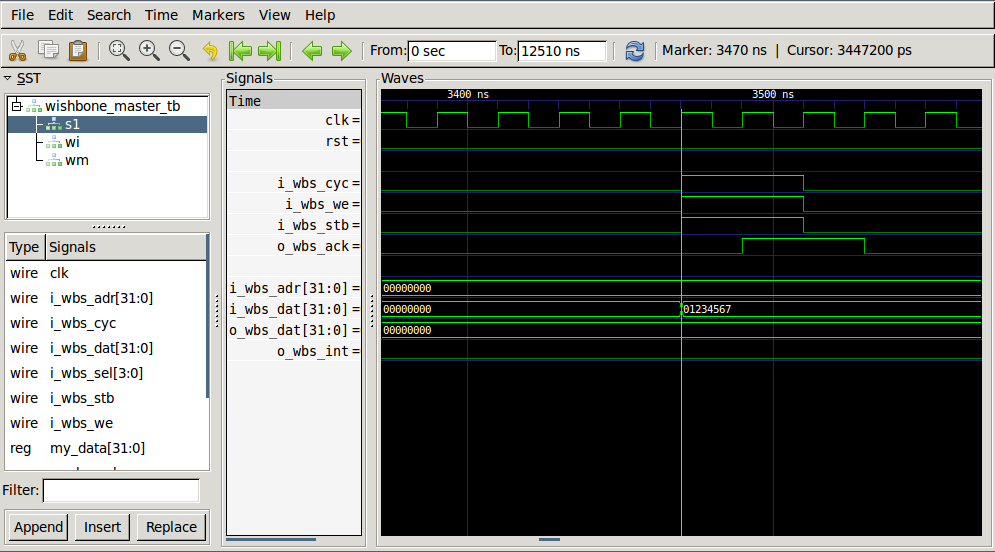 File Edit Search Time Markers View Help
From: 0 sec To: 12510 ns Marker: 3470 ns | Cursor: 3447200 ps
SST
wishbone_master_tb
s1
wi
wm
Type Signals
wire clk
wire i_wbs_adr[31:0]
wire i_wbs_cyc
wire i_wbs_dat[31:0]
wire i_wbs_sel[3:0]
wire i_wbs_stb
wire i_wbs_we
reg my_data[31:0]
Filter:
Append Insert Replace
Signals
Time
clk =
rst =
i_wbs_cyc =
i_wbs_we =
i_wbs_stb =
o_wbs_ack =
i_wbs_adr[31:0] =
i_wbs_dat[31:0] =
o_wbs_dat[31:0] =
o_wbs_int =
Waves
3400 ns 3500 ns
00000000
00000000 01234567
00000000